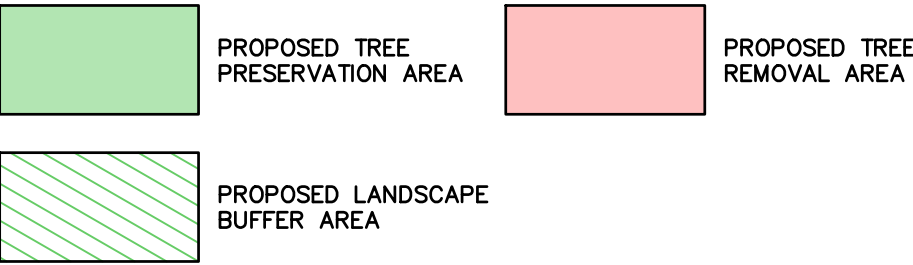 PROPOSED TREE
PRESERVATION AREA
PROPOSED TREE
REMOVAL AREA
PROPOSED LANDSCAPE
BUFFER AREA